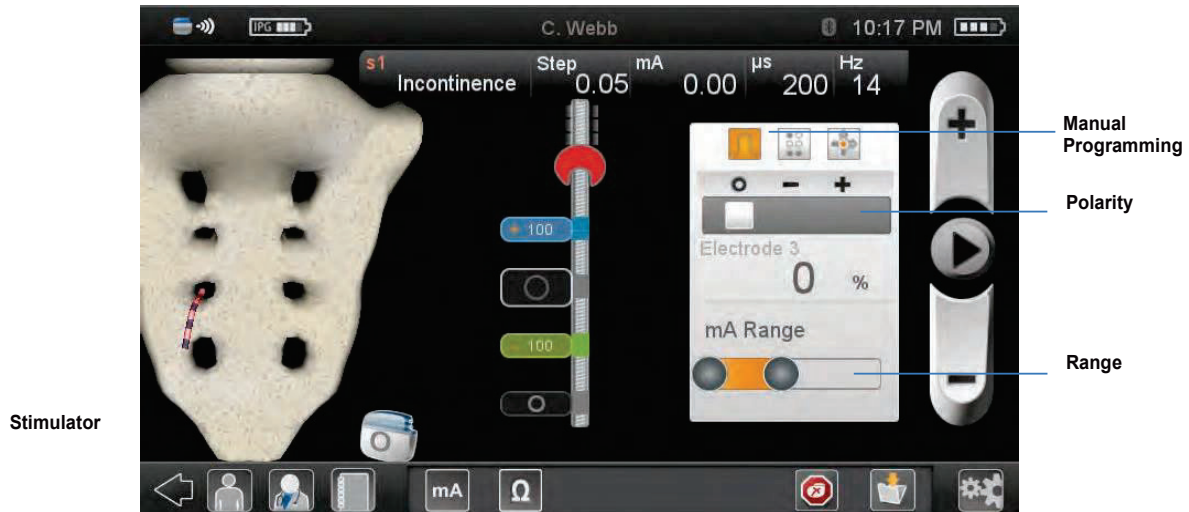 IPG
C. Webb
10:17 PM
s1
Incontinence
Step
0.05
mA
0.00
µs
200
Hz
14
Manual
Programming
Polarity
+ 100
Electrode 3
0 %
- 100
mA Range
Range
Stimulator
mA
Ω